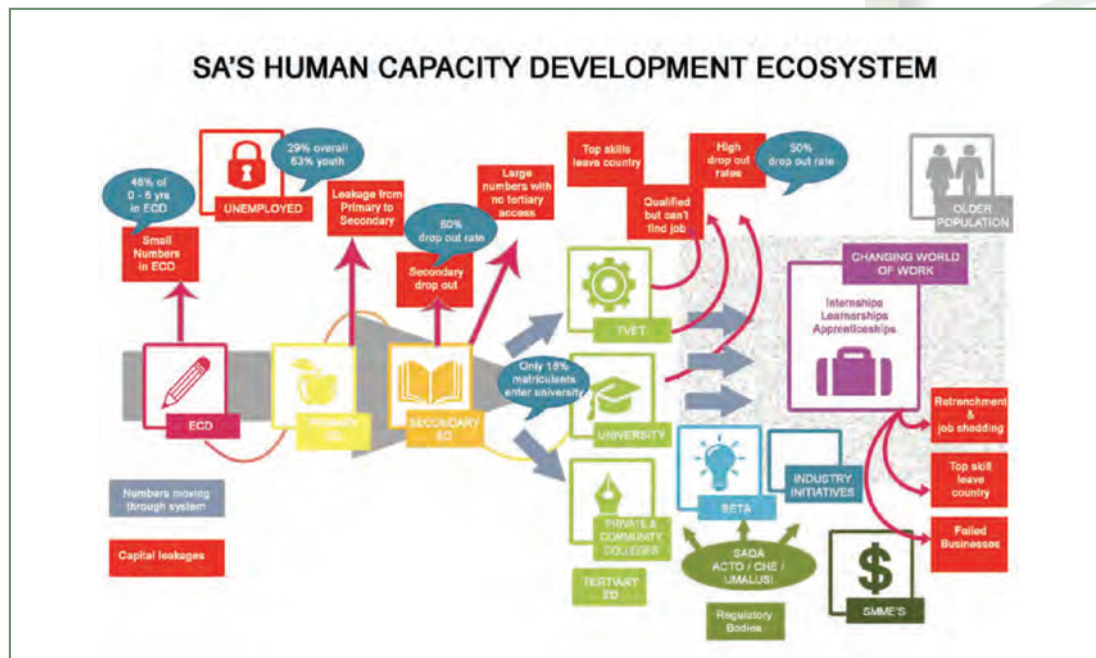 SA'S HUMAN CAPACITY DEVELOPMENT ECOSYSTEM
46% of
0 - 6 yrs
in ECD
Small
Numbers
in ECD
29% overall
63% youth
UNEMPLOYED
Leakage from
Primary to
Secondary
60%
drop out rate
Secondary
drop out
Large
numbers with
no tertiary
access
Top skills
leave country
Qualified
but can't
find job
High
drop out
rates
50%
drop out rate
OLDER
POPULATION
CHANGING WORLD
OF WORK
Internships
Learnerships
Apprenticeships
ECD
PRIMARY
ED
SECONDARY
ED
Only 18%
matriculents
enter university
TVET
UNIVERSITY
PRIVATE &
COMMUNITY
COLLEGES
TERTIARY
ED
SETA
INDUSTRY
INITIATIVES
SAQA
ACTO / CHE /
UMALUSI
Regulatory
Bodies
SMME'S
$
Retrenchment
&
job shedding
Top skill
leave
country
Failed
Businesses
Numbers moving
through system
Capital leakages